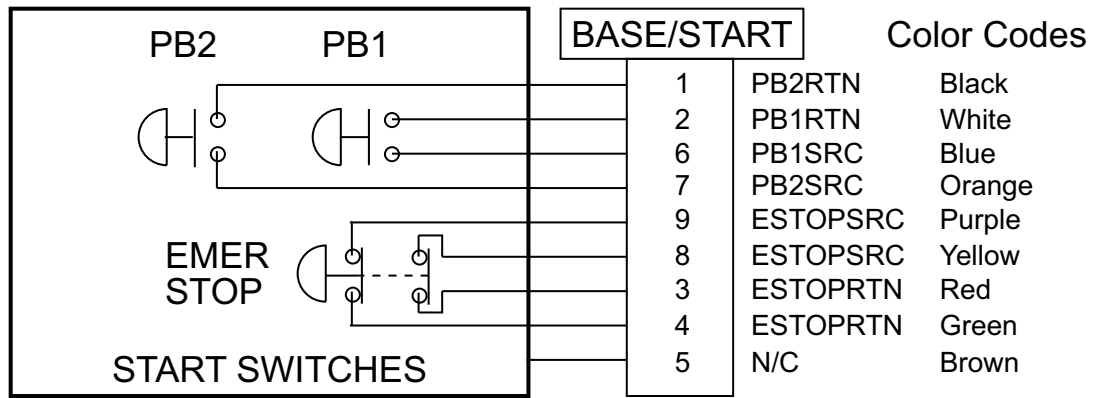 PB2 PB1 BASE/START Color Codes
1 PB2RTN Black
2 PB1RTN White
6 PB1SRC Blue
7 PB2SRC Orange
9 ESTOPSRC Purple
8 ESTOPSRC Yellow
3 ESTOPRTN Red
4 ESTOPRTN Green
5 N/C Brown
EMER
STOP
START SWITCHES